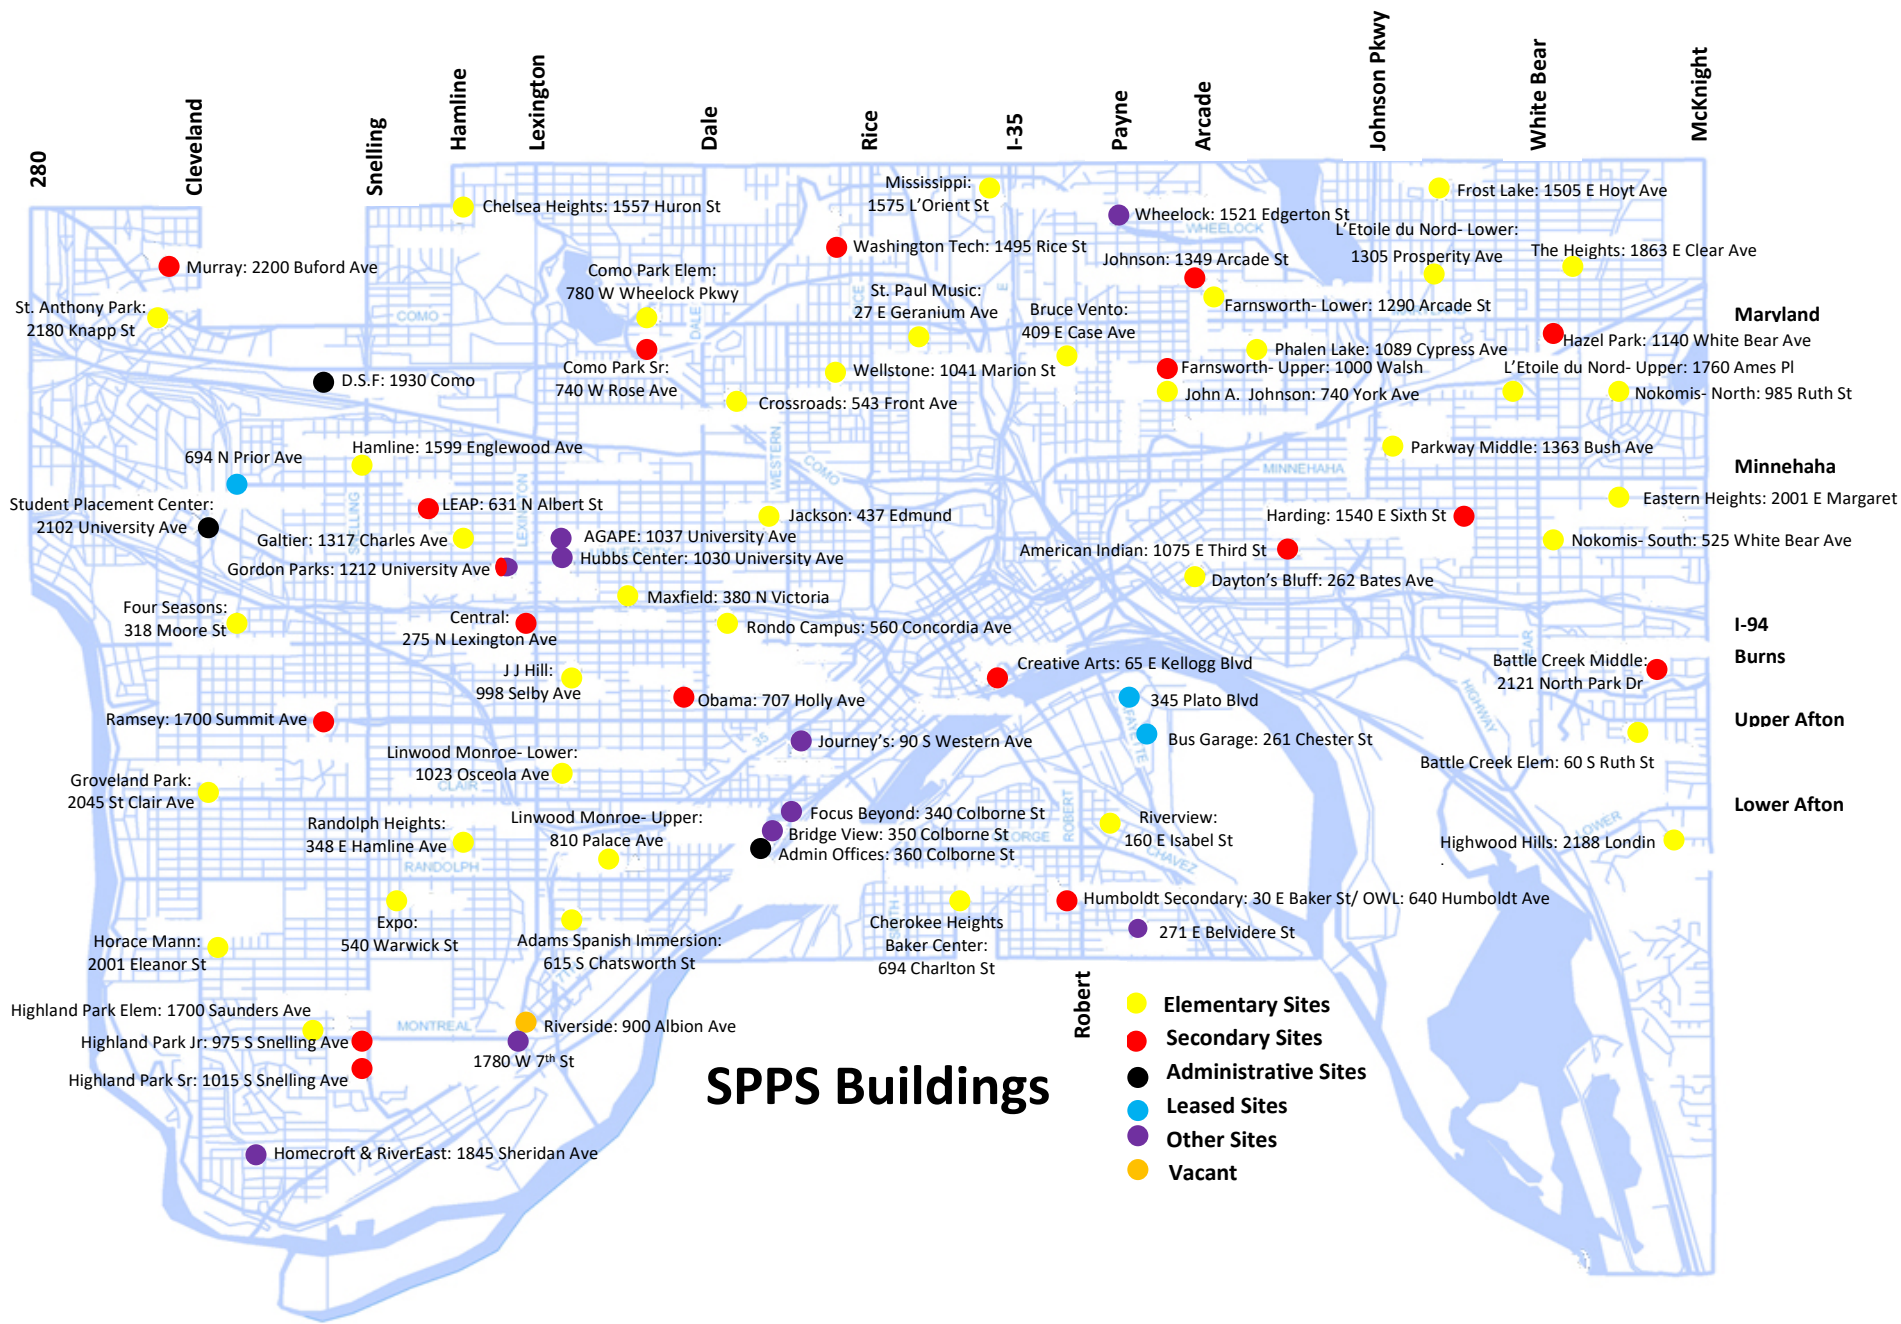 280
Cleveland
Snelling
Hamline
Lexington
Dale
Rice
I-35
Payne
Arcade
Johnson Pkwy
White Bear
McKnight
Chelsea Heights: 1557 Huron St
Mississippi:
1575 L'Orient St
Frost Lake: 1505 E Hoyt Ave
Wheelock: 1521 Edgerton St
WHEELOCK
L'Etoile du Nord- Lower:
1305 Prosperity Ave
Washington Tech: 1495 Rice St
The Heights: 1863 E Clear Ave
Murray: 2200 Buford Ave
Como Park Elem:
780 W Wheelock Pkwy
Johnson: 1349 Arcade St
St. Paul Music:
27 E Geranium Ave
Farnsworth- Lower: 1290 Arcade St
St. Anthony Park:
2180 Knapp St
COMO
DALE
Bruce Vento:
409 E Case Ave
Maryland
Hazel Park: 1140 White Bear Ave
Phalen Lake: 1089 Cypress Ave
Como Park Sr:
740 W Rose Ave
Wellstone: 1041 Marion St
Farnsworth- Upper: 1000 Walsh
L'Etoile du Nord- Upper: 1760 Ames Pl
D.S.F: 1930 Como
John A. Johnson: 740 York Ave
Nokomis- North: 985 Ruth St
Crossroads: 543 Front Ave
Hamline: 1599 Englewood Ave
WESTERN
COMO
Parkway Middle: 1363 Bush Ave
694 N Prior Ave
MINNEHAHA
Minnehaha
Student Placement Center:
2102 University Ave
SNELLING
LEXINGTON
LEAP: 631 N Albert St
Eastern Heights: 2001 E Margaret
Jackson: 437 Edmund
Harding: 1540 E Sixth St
Galtier: 1317 Charles Ave
AGAPE: 1037 University Ave
Hubbs Center: 1030 University Ave
Nokomis- South: 525 White Bear Ave
American Indian: 1075 E Third St
Gordon Parks: 1212 University Ave
Dayton's Bluff: 262 Bates Ave
Maxfield: 380 N Victoria
Four Seasons:
318 Moore St
Central:
275 N Lexington Ave
Rondo Campus: 560 Concordia Ave
I-94
Burns
J J Hill:
998 Selby Ave
Creative Arts: 65 E Kellogg Blvd
Battle Creek Middle:
2121 North Park Dr
HIGHWAY
Obama: 707 Holly Ave
345 Plato Blvd
Ramsey: 1700 Summit Ave
Upper Afton
35
Journey's: 90 S Western Ave
Bus Garage: 261 Chester St
Linwood Monroe- Lower:
1023 Osceola Ave
CLAIR
Battle Creek Elem: 60 S Ruth St
Groveland Park:
2045 St Clair Ave
Lower Afton
Randolph Heights:
348 E Hamline Ave
Linwood Monroe- Upper:
810 Palace Ave
Focus Beyond: 340 Colborne St
Bridge View: 350 Colborne St
Admin Offices: 360 Colborne St
ROBERT
Riverview:
160 E Isabel St
CHAVEZ
LOWER
Highwood Hills: 2188 Londin
RANDOLPH
Expo:
540 Warwick St
Humboldt Secondary: 30 E Baker St/ OWL: 640 Humboldt Ave
Cherokee Heights
Baker Center:
694 Charlton St
271 E Belvidere St
Horace Mann:
2001 Eleanor St
Adams Spanish Immersion:
615 S Chatsworth St
Robert
Highland Park Elem: 1700 Saunders Ave
MONTREAL
Riverside: 900 Albion Ave
Highland Park Jr: 975 S Snelling Ave
1780 W 7th St
Highland Park Sr: 1015 S Snelling Ave
SPPS Buildings
Elementary Sites
Secondary Sites
Administrative Sites
Leased Sites
Other Sites
Vacant
Homecroft & RiverEast: 1845 Sheridan Ave